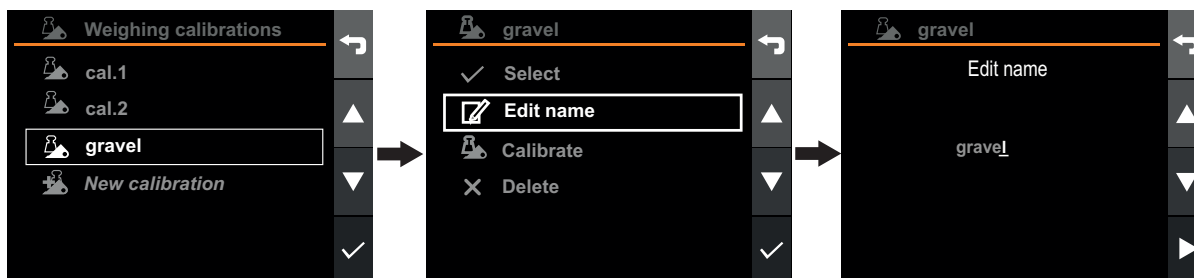 Weighing calibrations
cal.1
cal.2
gravel
New calibration
gravel
Select
Edit name
Calibrate
Delete
gravel
Edit name
gravel